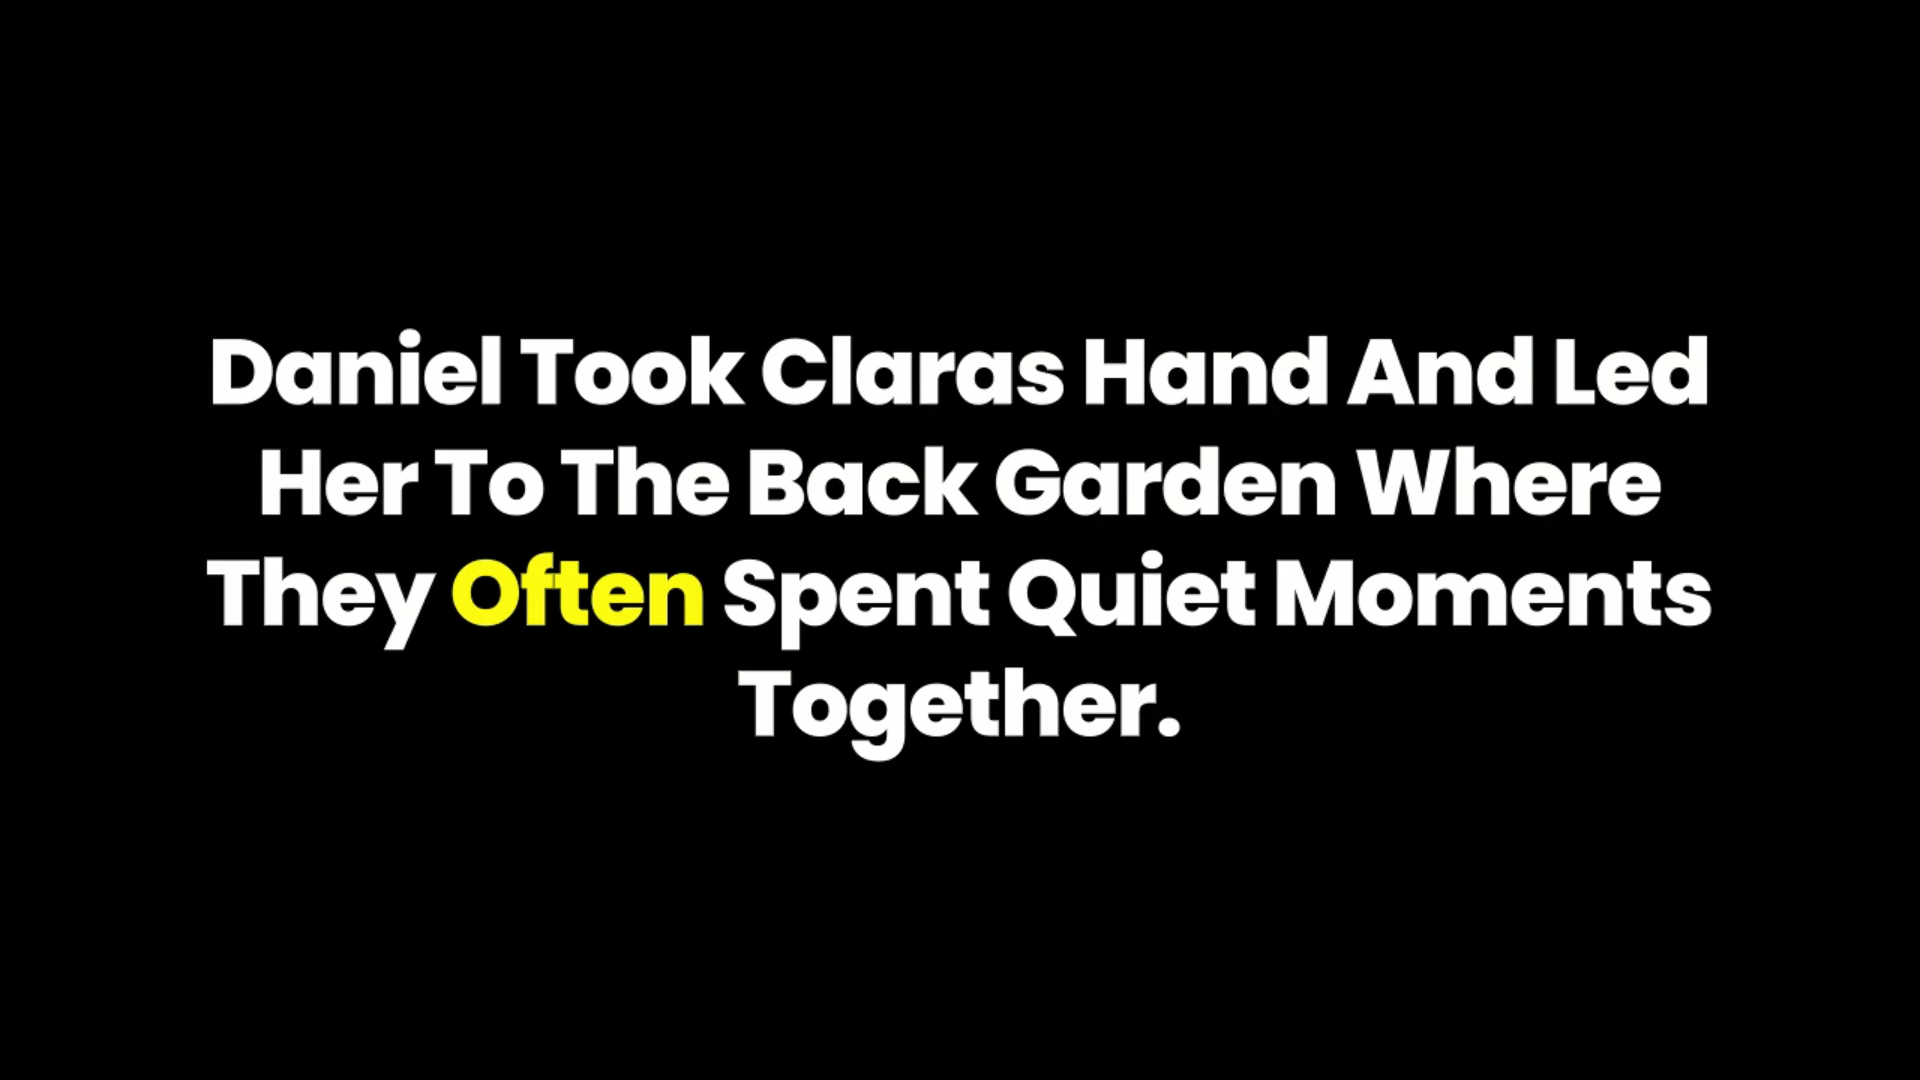 Daniel Took Claras Hand And Led
Her To The Back Garden Where
They Often Spent Quiet Moments
Together.